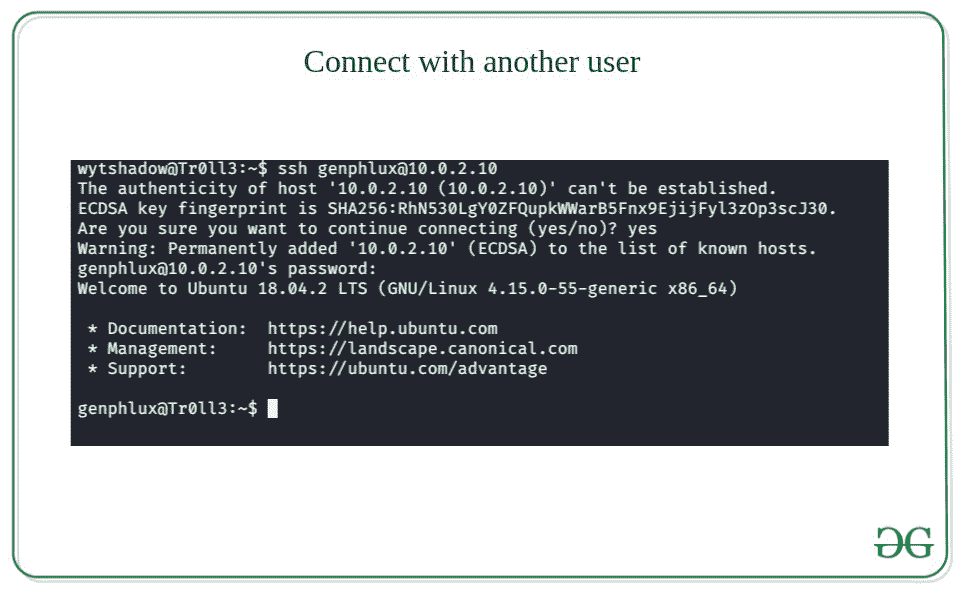 Connect with another user
wytshadow@Tr0ll3:~$ ssh genphlux@10.0.2.10
The authenticity of host '10.0.2.10 (10.0.2.10)' can't be established.
ECDSA key fingerprint is SHA256:RhN530LgY0ZFQupkWWarB5Fnx9EjijFyl3zOp3scJ30.
Are you sure you want to continue connecting (yes/no)? yes
Warning: Permanently added '10.0.2.10' (ECDSA) to the list of known hosts.
genphlux@10.0.2.10's password:
Welcome to Ubuntu 18.04.2 LTS (GNU/Linux 4.15.0-55-generic x86_64)
* Documentation: https://help.ubuntu.com
* Management: https://landscape.canonical.com
* Support: https://ubuntu.com/advantage
genphlux@Tr0ll3:~$